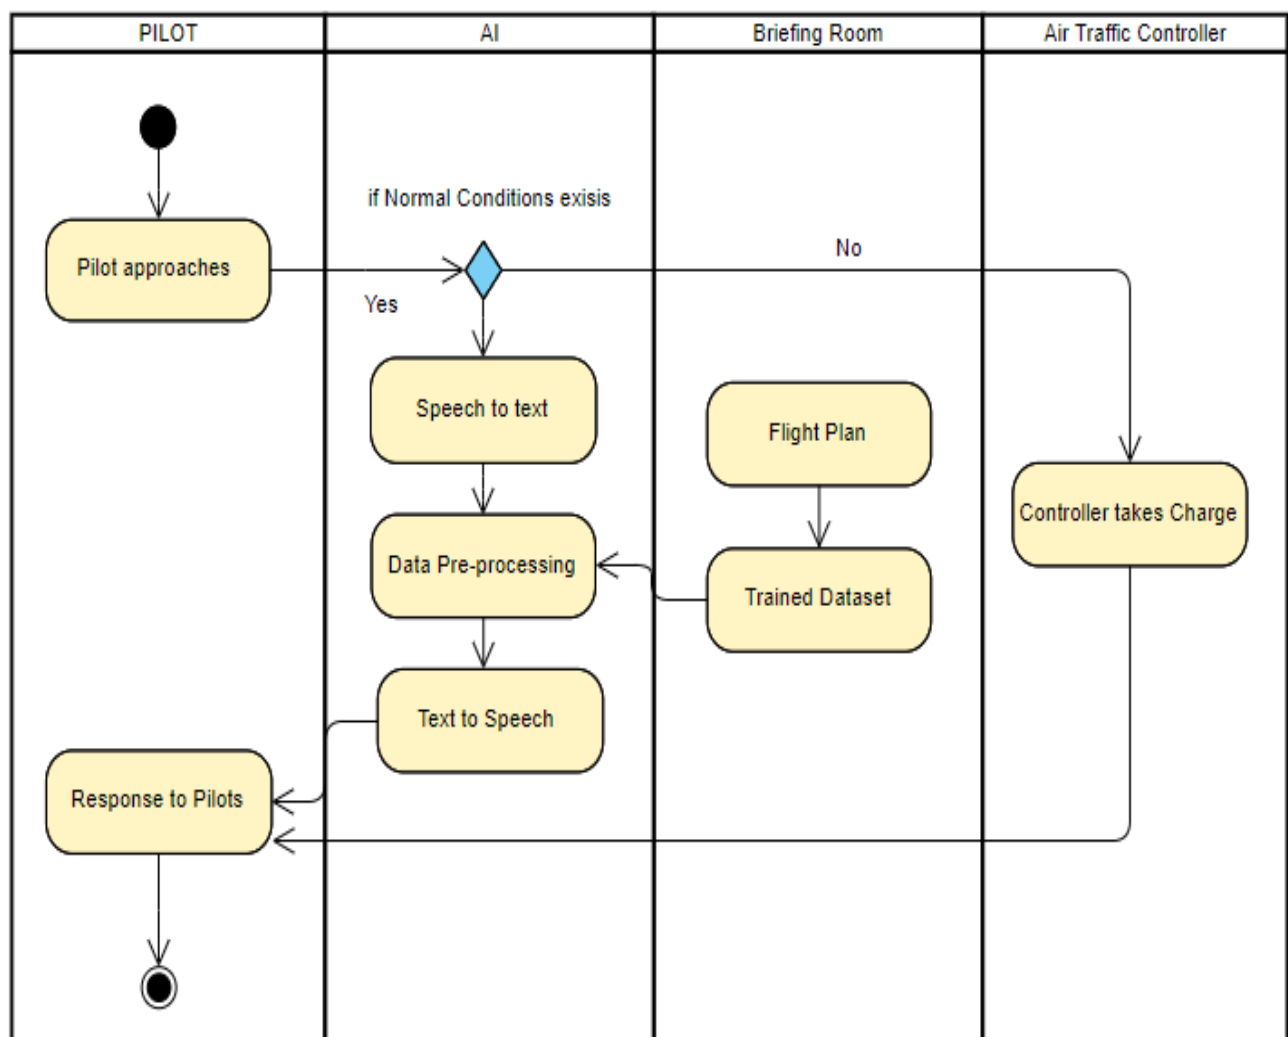 PILOT
AI
Briefing Room
Air Traffic Controller
if Normal Conditions exisis
No
Pilot approaches
Yes
Speech to text
Flight Plan
Controller takes Charge
Data Pre-processing
Trained Dataset
Text to Speech
Response to Pilots